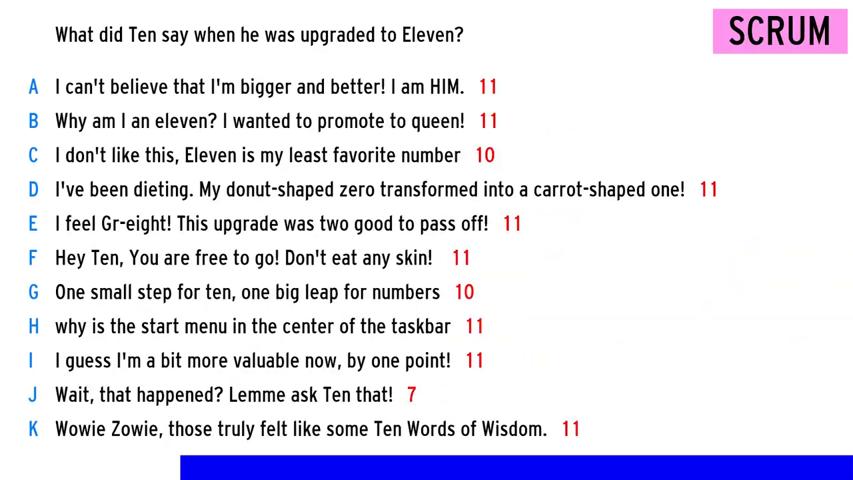 What did Ten say when he was upgraded to Eleven?
SCRUM
A I can't believe that I'm bigger and better! I am HIM. 11
B Why am I an eleven? I wanted to promote to queen! 11
C I don't like this, Eleven is my least favorite number 10
D I've been dieting. My donut-shaped zero transformed into a carrot-shaped one! 11
E I feel Gr-eight! This upgrade was two good to pass off! 11
F Hey Ten, You are free to go! Don't eat any skin! 11
G One small step for ten, one big leap for numbers 10
H why is the start menu in the center of the taskbar 11
I I guess I'm a bit more valuable now, by one point! 11
J Wait, that happened? Lemme ask Ten that! 7
K Wowie Zowie, those truly felt like some Ten Words of Wisdom. 11